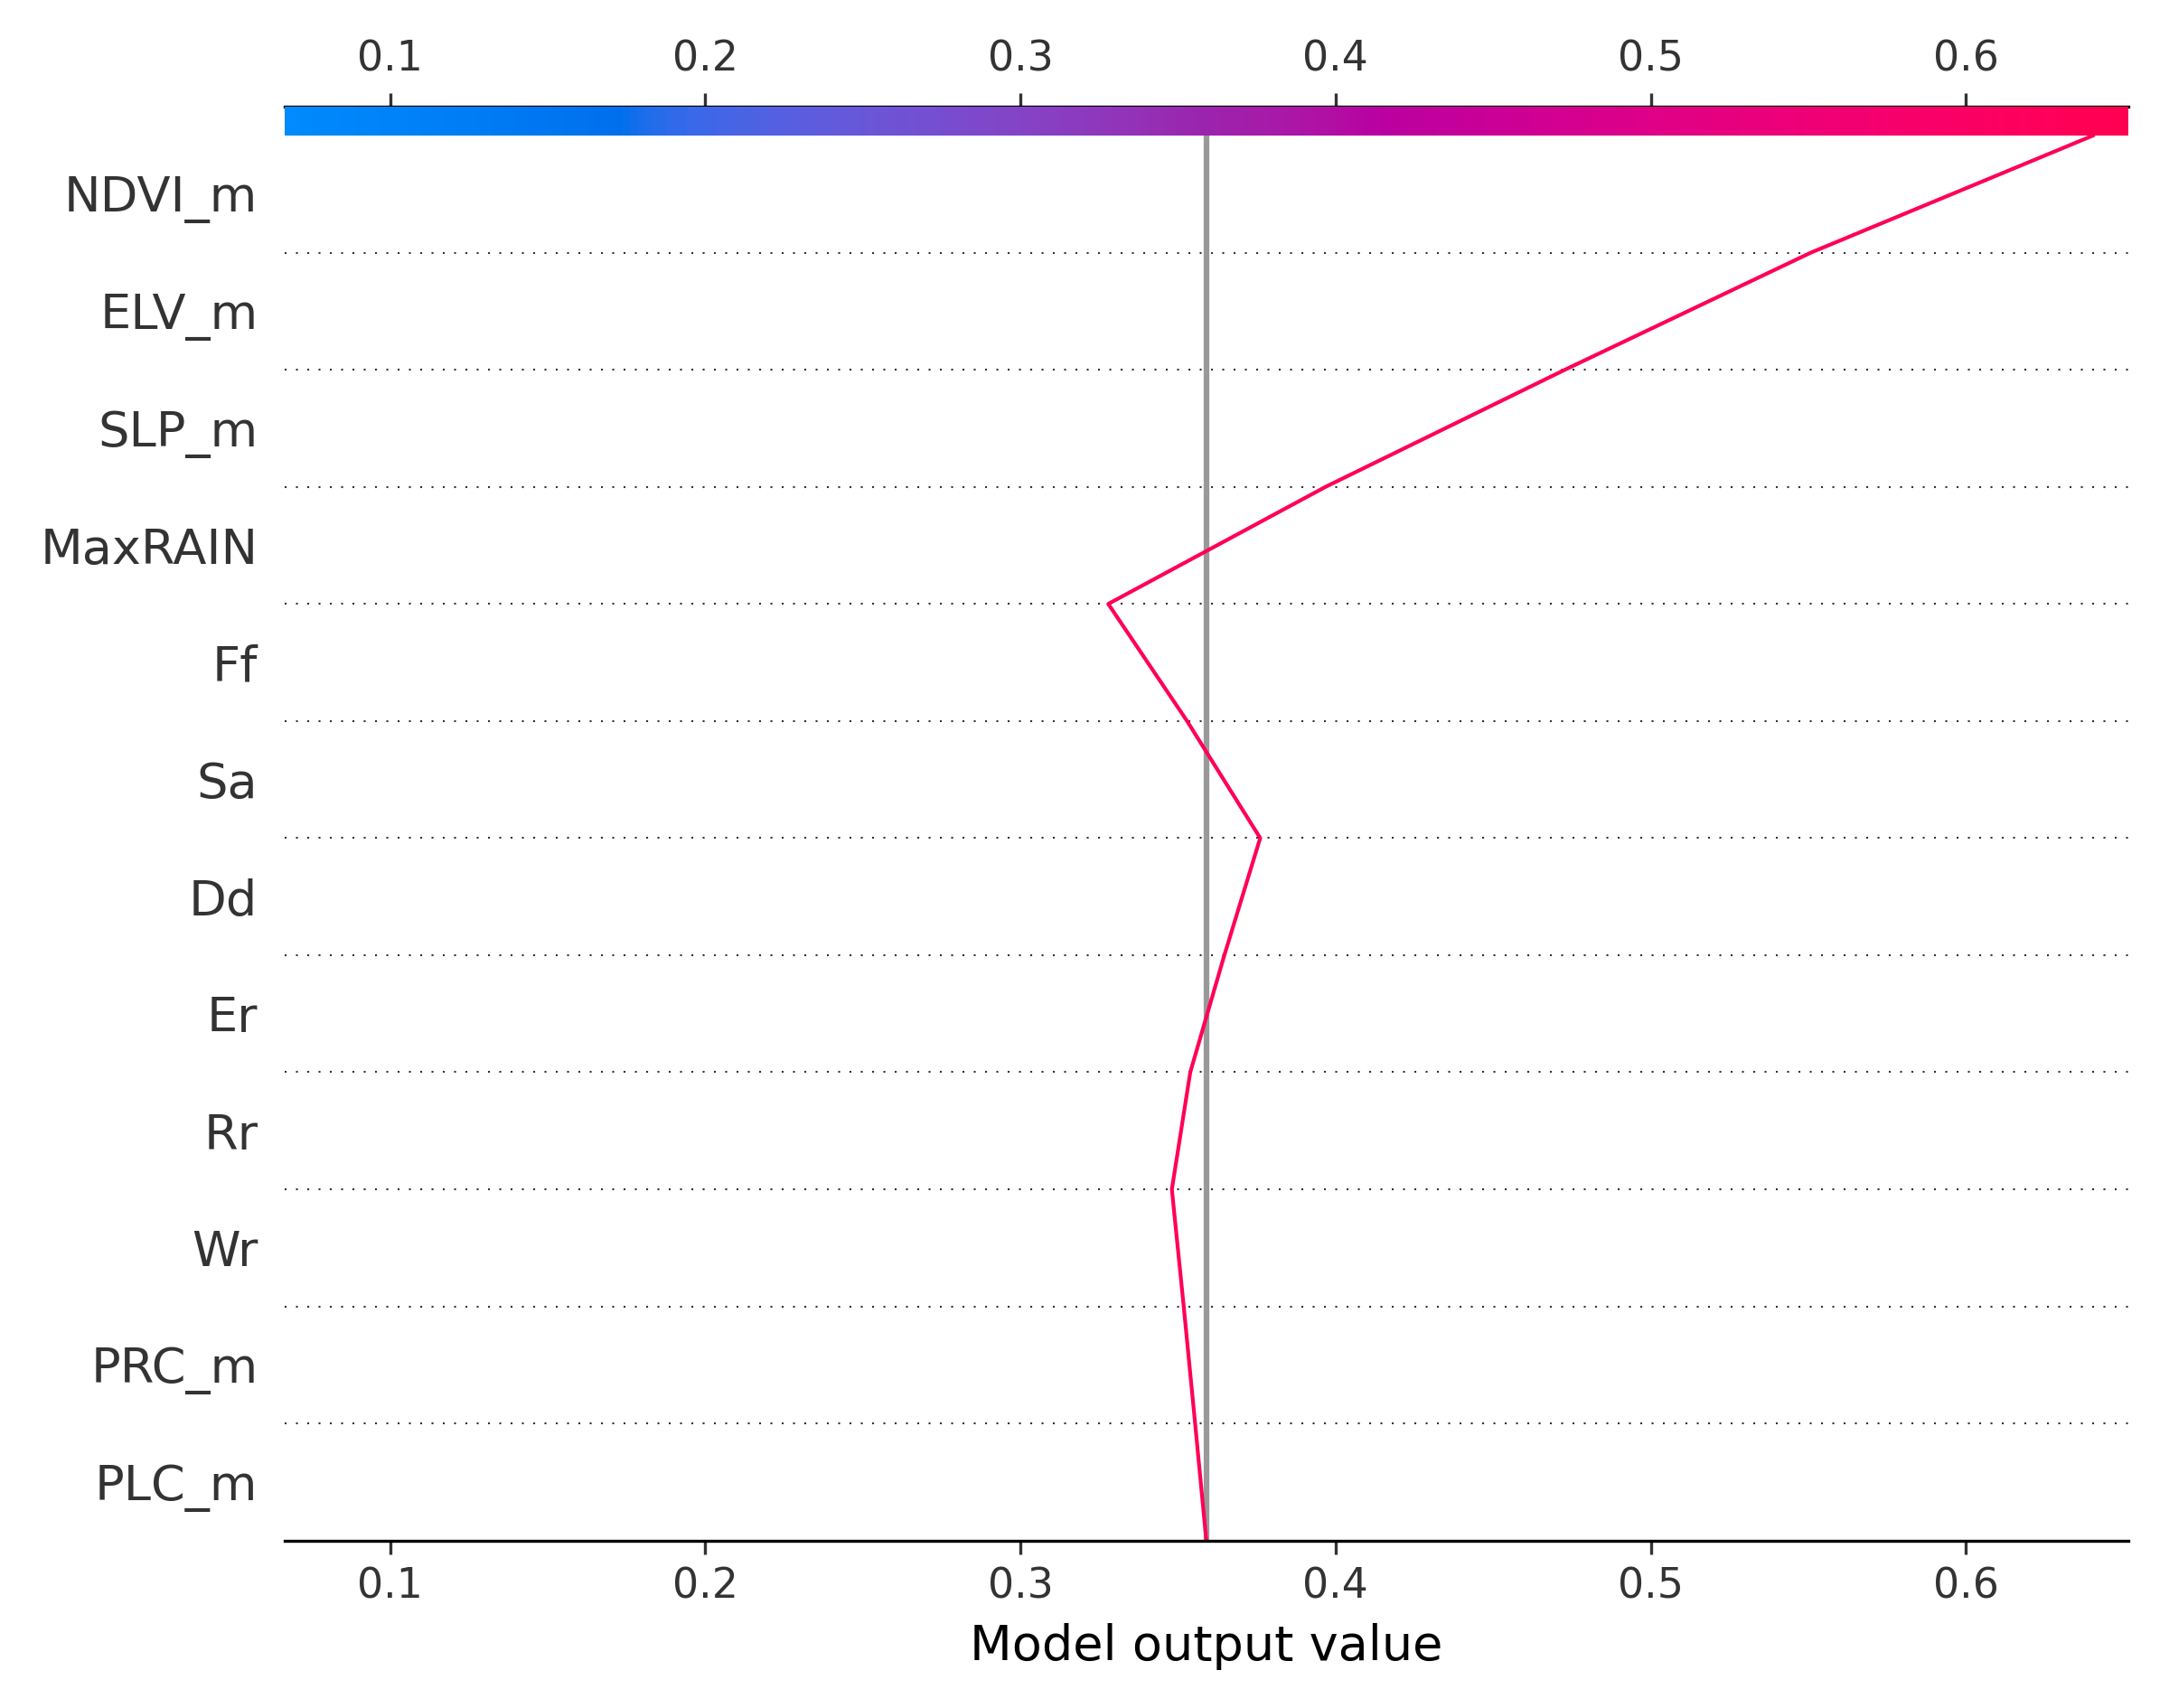 0.1 0.2 0.3 0.4 0.5 0.6
NDVI_m
ELV_m
SLP_m
MaxRAIN
Ff
Sa
Dd
Er
Rr
Wr
PRC_m
PLC_m
0.1 0.2 0.3 0.4 0.5 0.6
Model output value